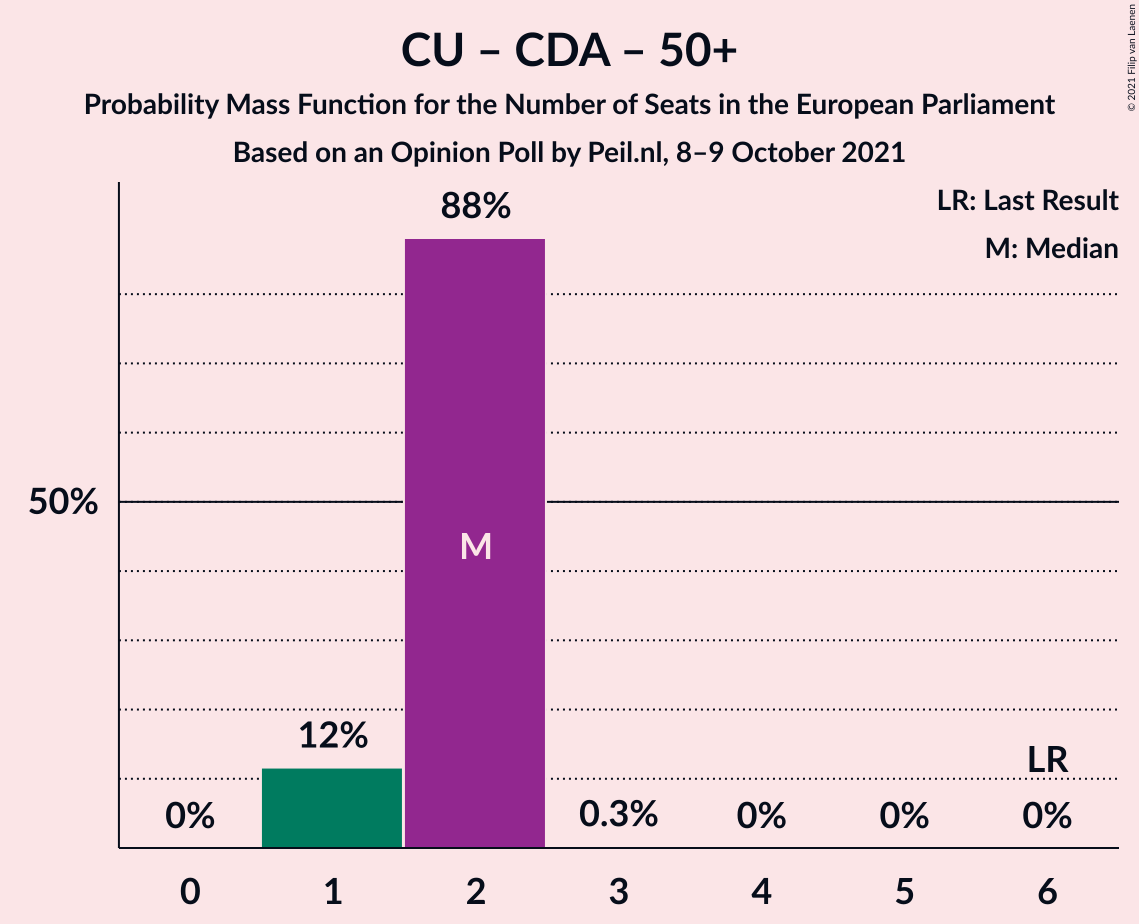 CU – CDA – 50+
Probability Mass Function for the Number of Seats in the European Parliament
Based on an Opinion Poll by Peil.nl, 8–9 October 2021
© 2021 Filip van Laenen
LR: Last Result
M: Median
88%
50%
M
12%
LR
0%
0.3%
0%
0%
0%
0 1 2 3 4 5 6